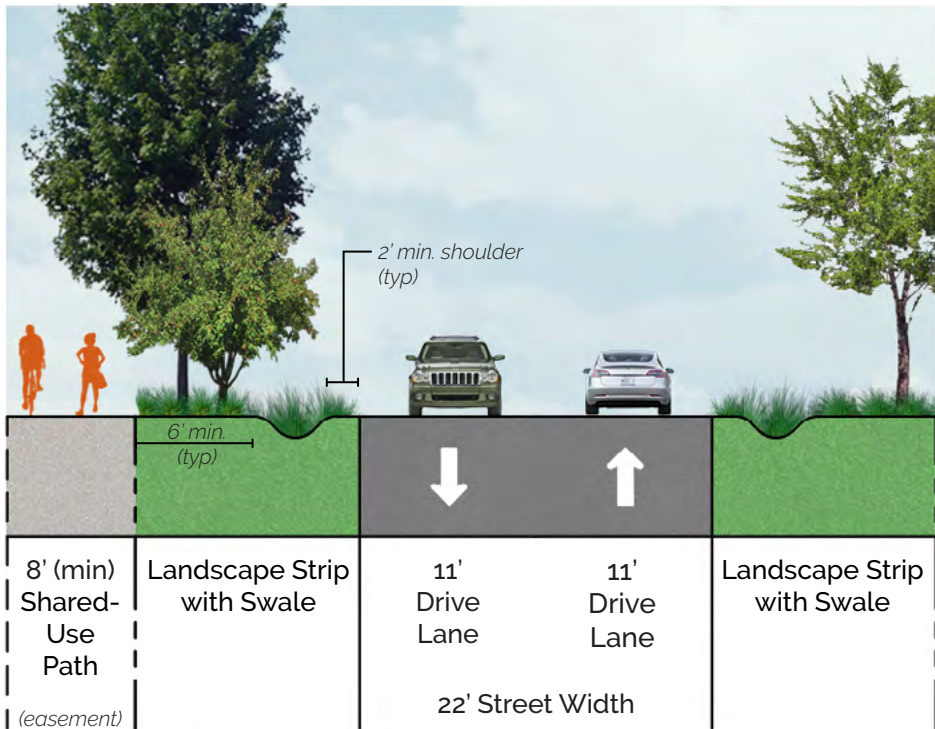 2’ min. shoulder
(typ)
6’ min.
(typ)
8’ (min)
Shared-
Use
Path
(easement)
Landscape Strip
with Swale
11’
Drive
Lane
11’
Drive
Lane
22’ Street Width
Landscape Strip
with Swale